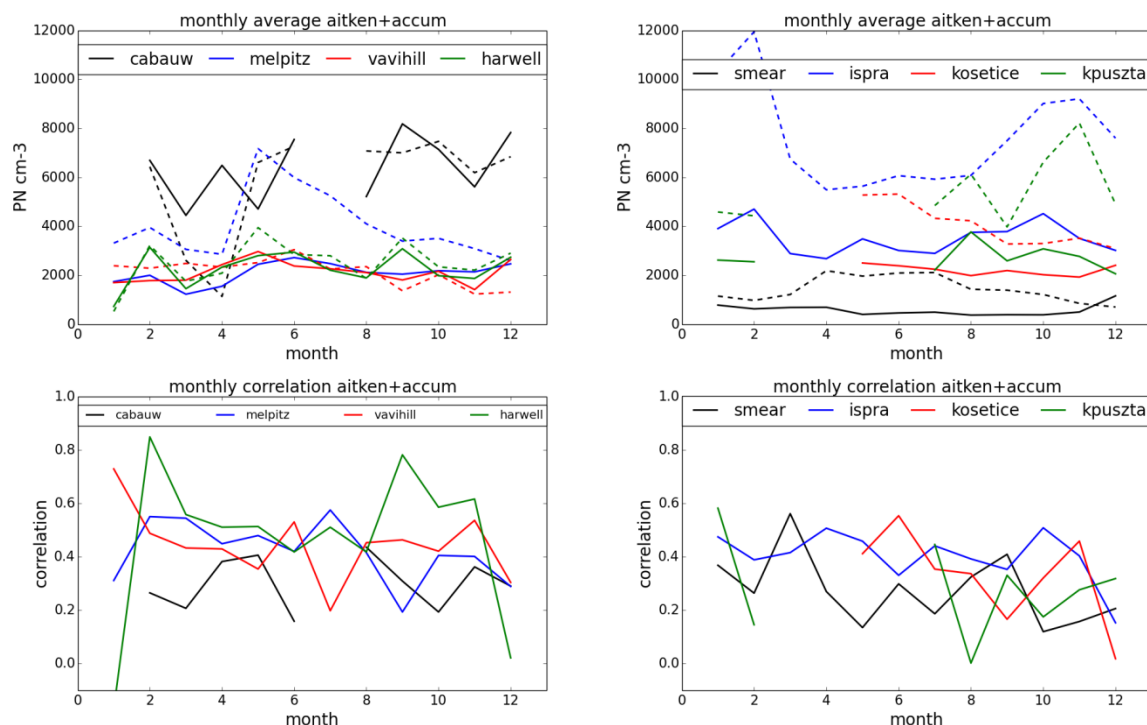 monthly average aitken+accum
12000
cabauw melpitz vavihill harwell
10000
8000
6000
4000
2000
0
PN cm-3
0 2 4 6 8 10 12
month
monthly average aitken+accum
12000
smear ispra kosetice kpuszta
10000
8000
6000
4000
2000
0
PN cm-3
0 2 4 6 8 10 12
month
monthly correlation aitken+accum
1.0
cabauw melpitz vavihill harwell
0.8
0.6
0.4
0.2
0.0
correlation
0 2 4 6 8 10 12
month
monthly correlation aitken+accum
1.0
smear ispra kosetice kpuszta
0.8
0.6
0.4
0.2
0.0
correlation
0 2 4 6 8 10 12
month